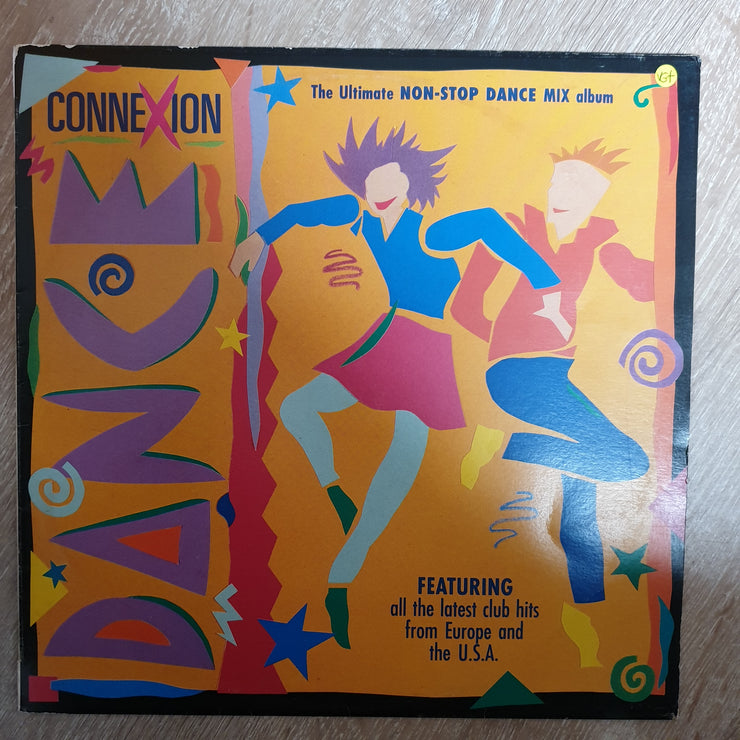 CONNEXION
DANCE
The Ultimate NON-STOP DANCE MIX album
VG+
FEATURING
all the latest club hits
from Europe and
the U.S.A.